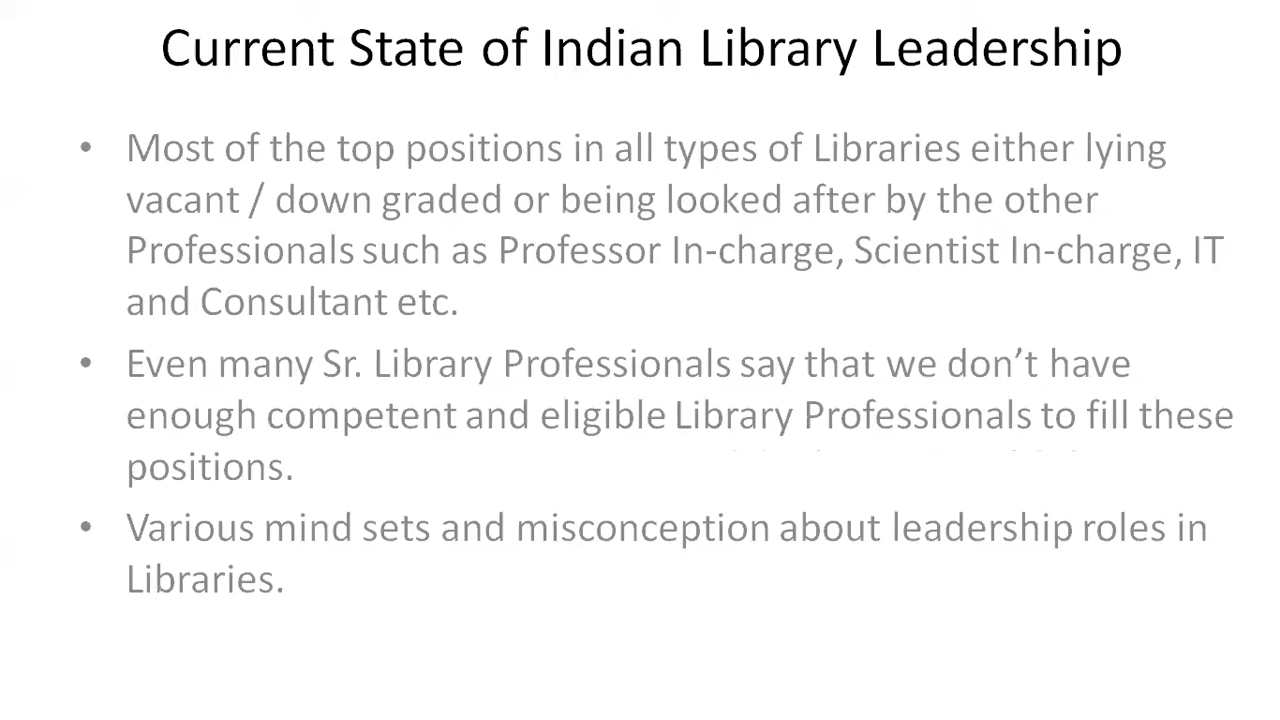 Current State of Indian Library Leadership
• Most of the top positions in all types of Libraries either lying
vacant / down graded or being looked after by the other
Professionals such as Professor In-charge, Scientist In-charge, IT
and Consultant etc.
• Even many Sr. Library Professionals say that we don’t have
enough competent and eligible Library Professionals to fill these
positions.
• Various mind sets and misconception about leadership roles in
Libraries.